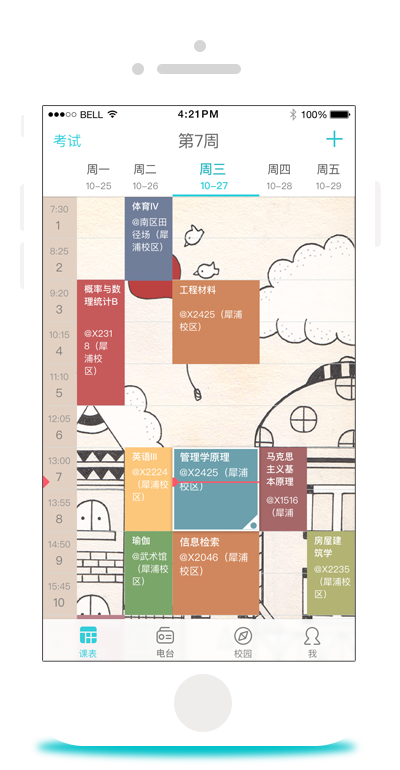 BELL 4:21PM 100%
考试 第7周 +
周一 周二 周三 周四 周五
10-25 10-26 10-27 10-28 10-29
7:30
1
8:25
2
9:20
3
10:15
4
11:10
5
12:05
6
13:00
7
13:55
8
14:50
9
15:45
10
体育IV
@南区田
径场（犀
浦校区）
概率与数
理统计B
@X231
8（犀
浦校
区）
工程材料
@X2425（犀浦
校区）
英语III
@X2224
（犀浦校
区）
管理学原理
@X2425（犀浦
校区）
马克思
主义基
本原理
@X1516
（犀浦
瑜伽
@武术馆
（犀浦校
区）
信息检索
@X2046（犀浦
校区）
房屋建
筑学
@X2235
（犀浦校
区）
课表 电台 校园 我